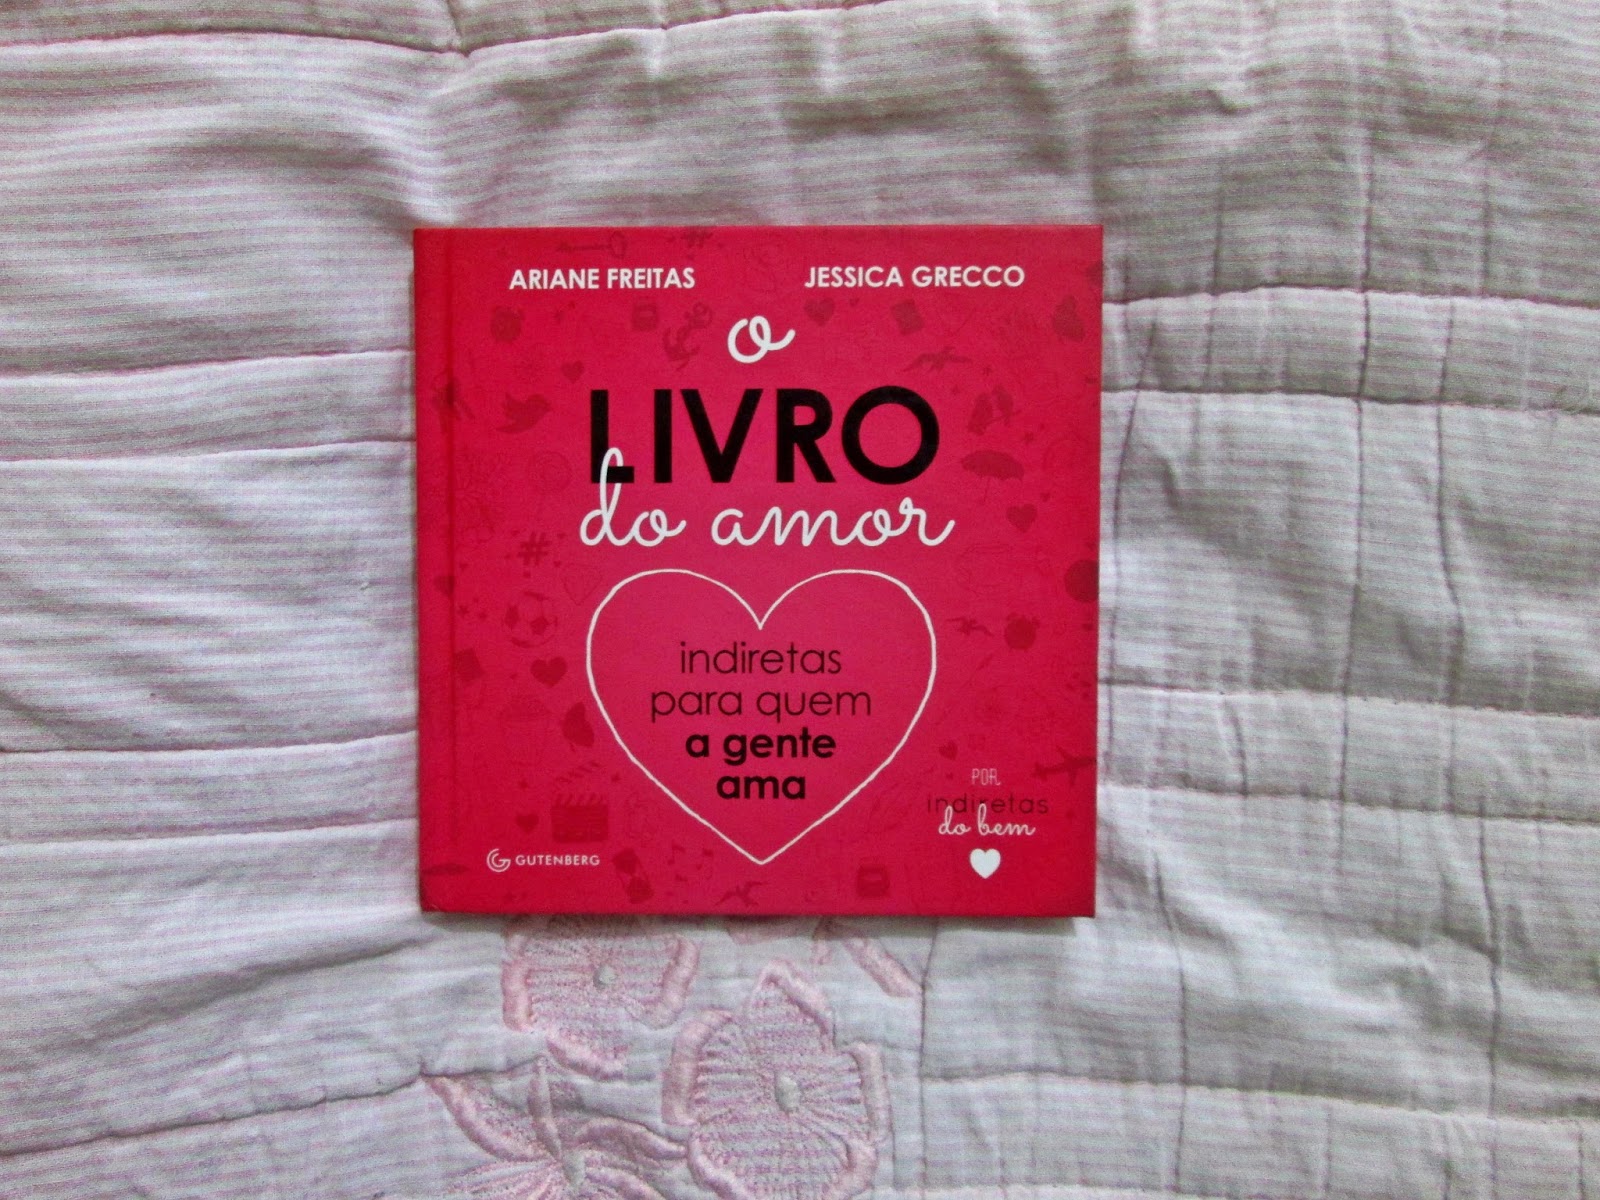 ARIANE FREITAS JESSICA GRECCO
o
LIVRO
do amor
indiretas
para quem
a gente
ama
POR
indiretas
do bem
GUTENBERG